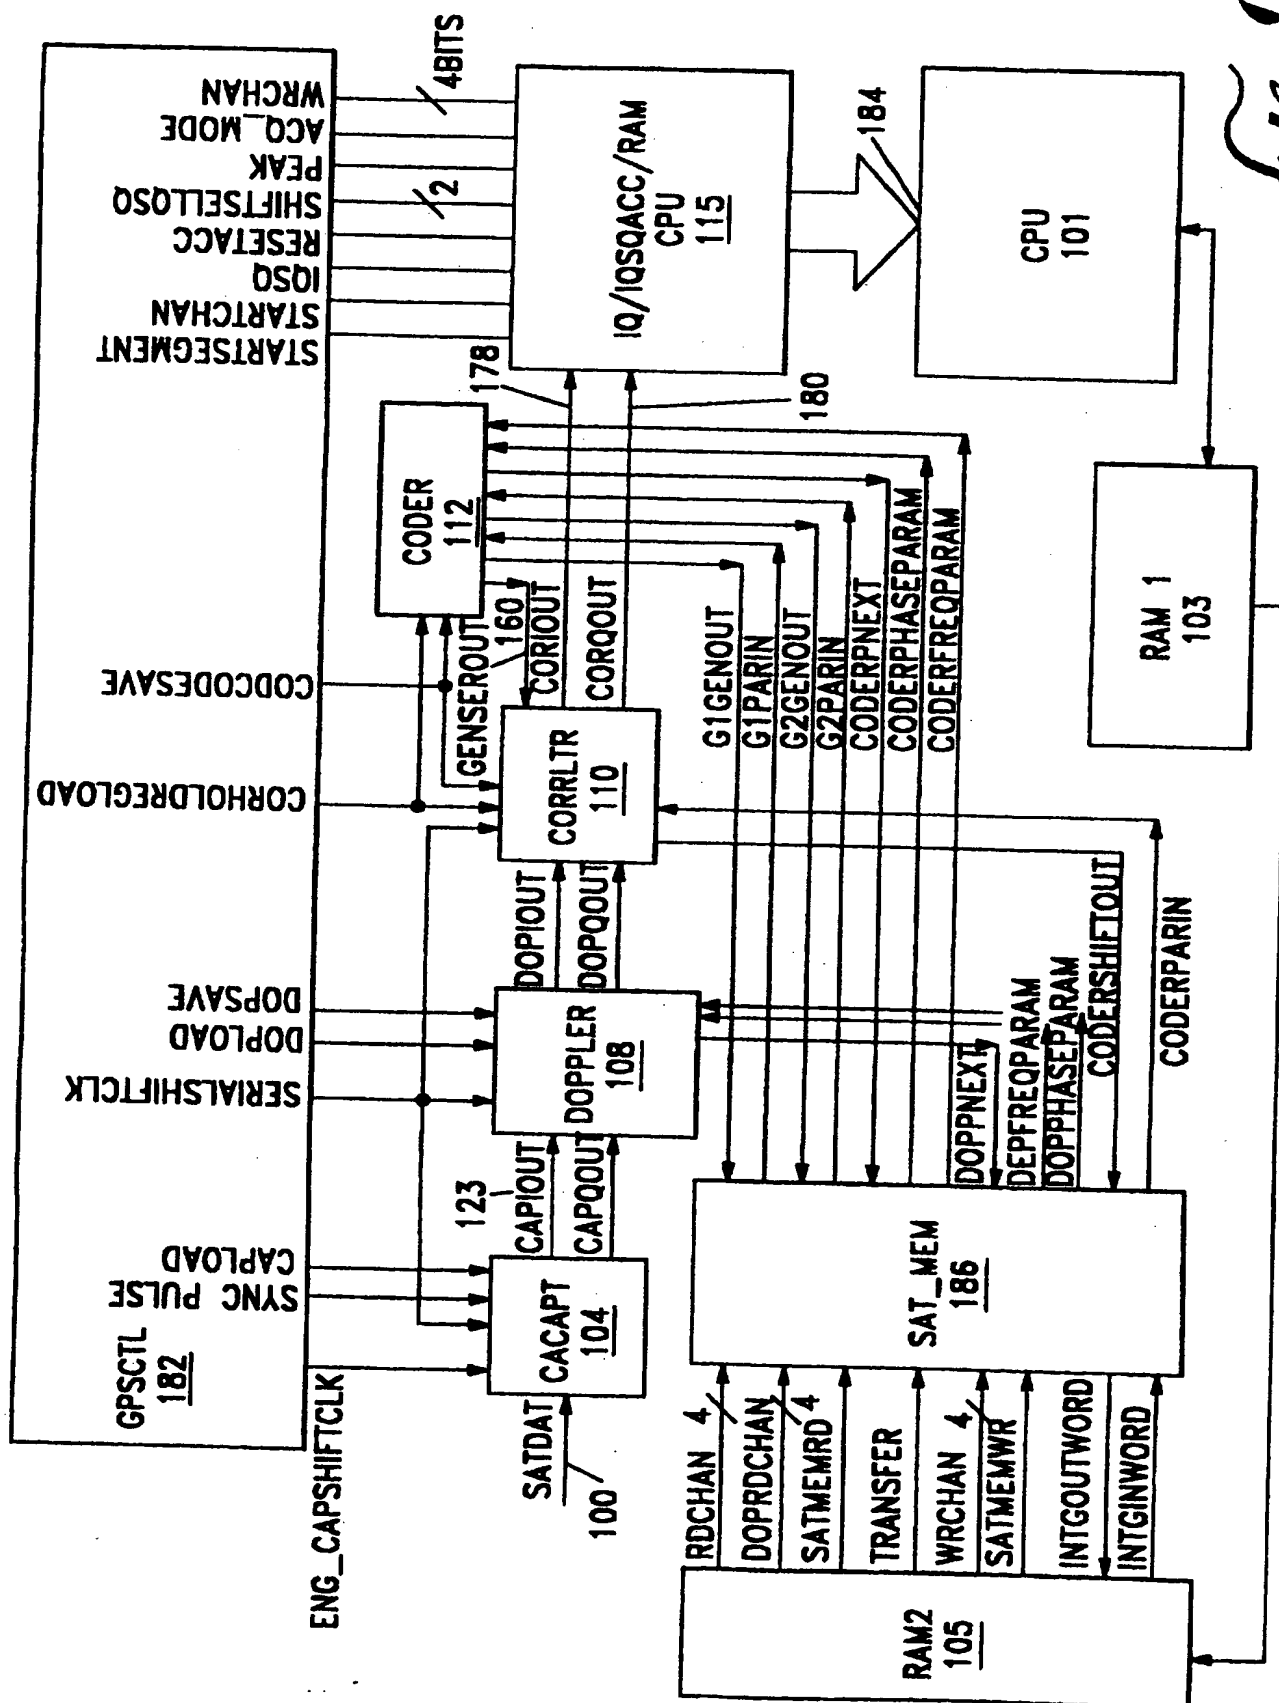 GPSCTL
182
ENG_CAPSHIFTCLK
SYNC PULSE
CAPLOAD
SERIALSHIFTCLK
DOPLOAD
DOPSAVE
CORHOLDREGLOAD
CODCODESAVE
STARTSEGMENT
STARTCHAN
IQSQ
RESETACC
SHIFTSELLQSQ
2
PEAK
ACQ_MODE
WRCHAN
4BITS
SATDAT
100
CACAPT
104
123
CAPIOUT
CAPQOUT
DOPPLER
108
DOPIOUT
DOPQOUT
CORRLTR
110
GENSEROUT
160
CORIOUT
CORQOUT
CODER
112
178
180
IQ/IQSQACC/RAM
CPU
115
184
CPU
101
RAM 1
103
G1GENOUT
G1PARIN
G2GENOUT
G2PARIN
CODERPNEXT
CODERPHASEPARAM
CODERFREQPARAM
DOPPNEXT
DEPFREQPARAM
DOPPHASEPARAM
CODERSHIFTOUT
CODERPARIN
SAT_MEM
186
RDCHAN 4
DOPRDCHAN 4
SATMEMRD
TRANSFER
WRCHAN 4
SATMEMWR
INTGOUTWORD
INTGINWORD
RAM2
105